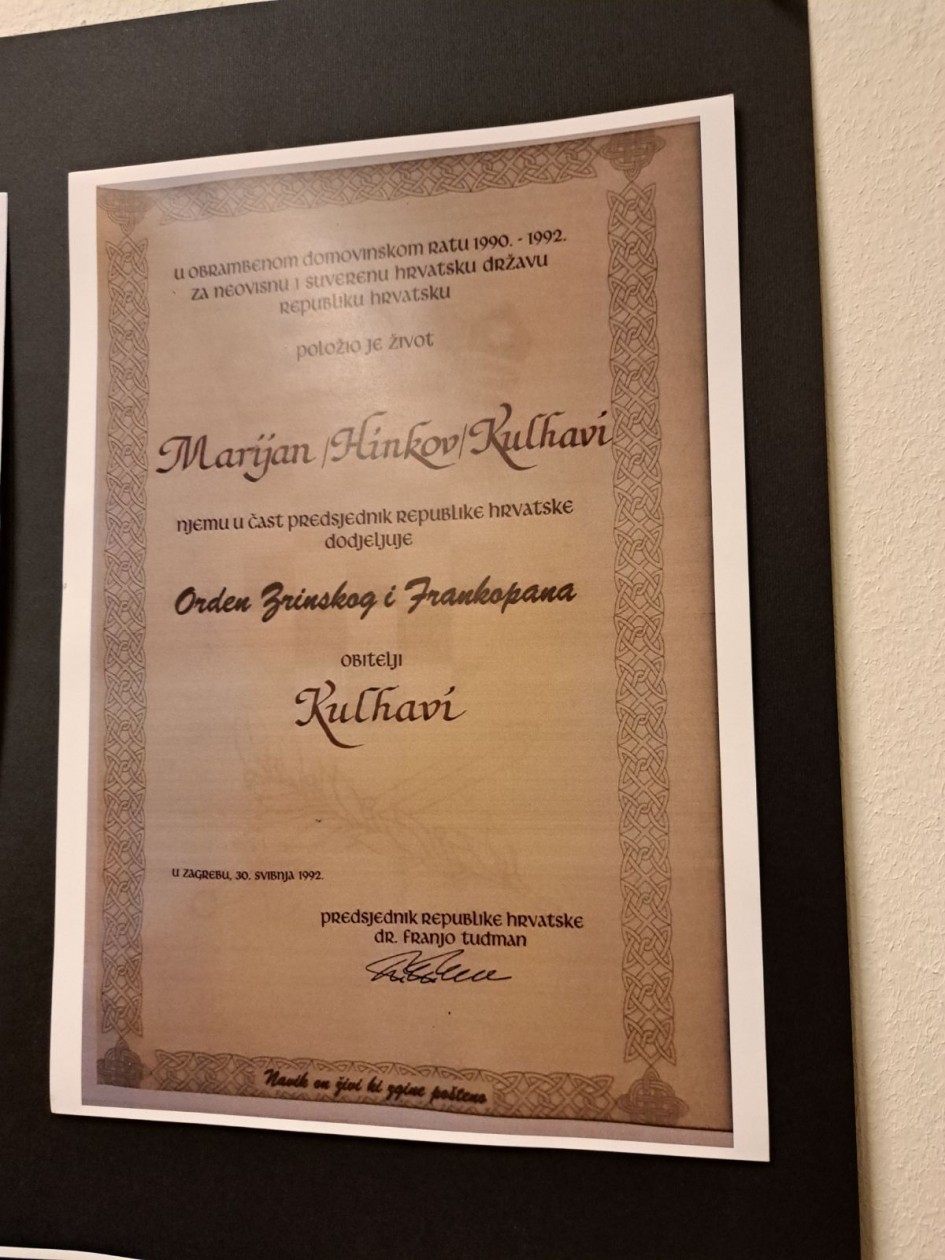 U OBRAMBENOM DOMOVINSKOM RATU 1990. - 1992.
ZA NEOVISNU I SUVERENU HRVATSKU DRŽAVU
REPUBLIKU HRVATSKU
POLOŽIO JE ŽIVOT
Marijan /Hinkov/ Kulhavi
NJEMU U ČAST PREDSJEDNIK REPUBLIKE HRVATSKE
DODJELJUJE
Orden Zrinskog i Frankopana
OBITELJI
Kulhavi
U ZAGREBU, 30. SVIBNJA 1992.
PREDSJEDNIK REPUBLIKE HRVATSKE
DR. FRANJO TUĐMAN
Navik on živi ki zgine pošteno